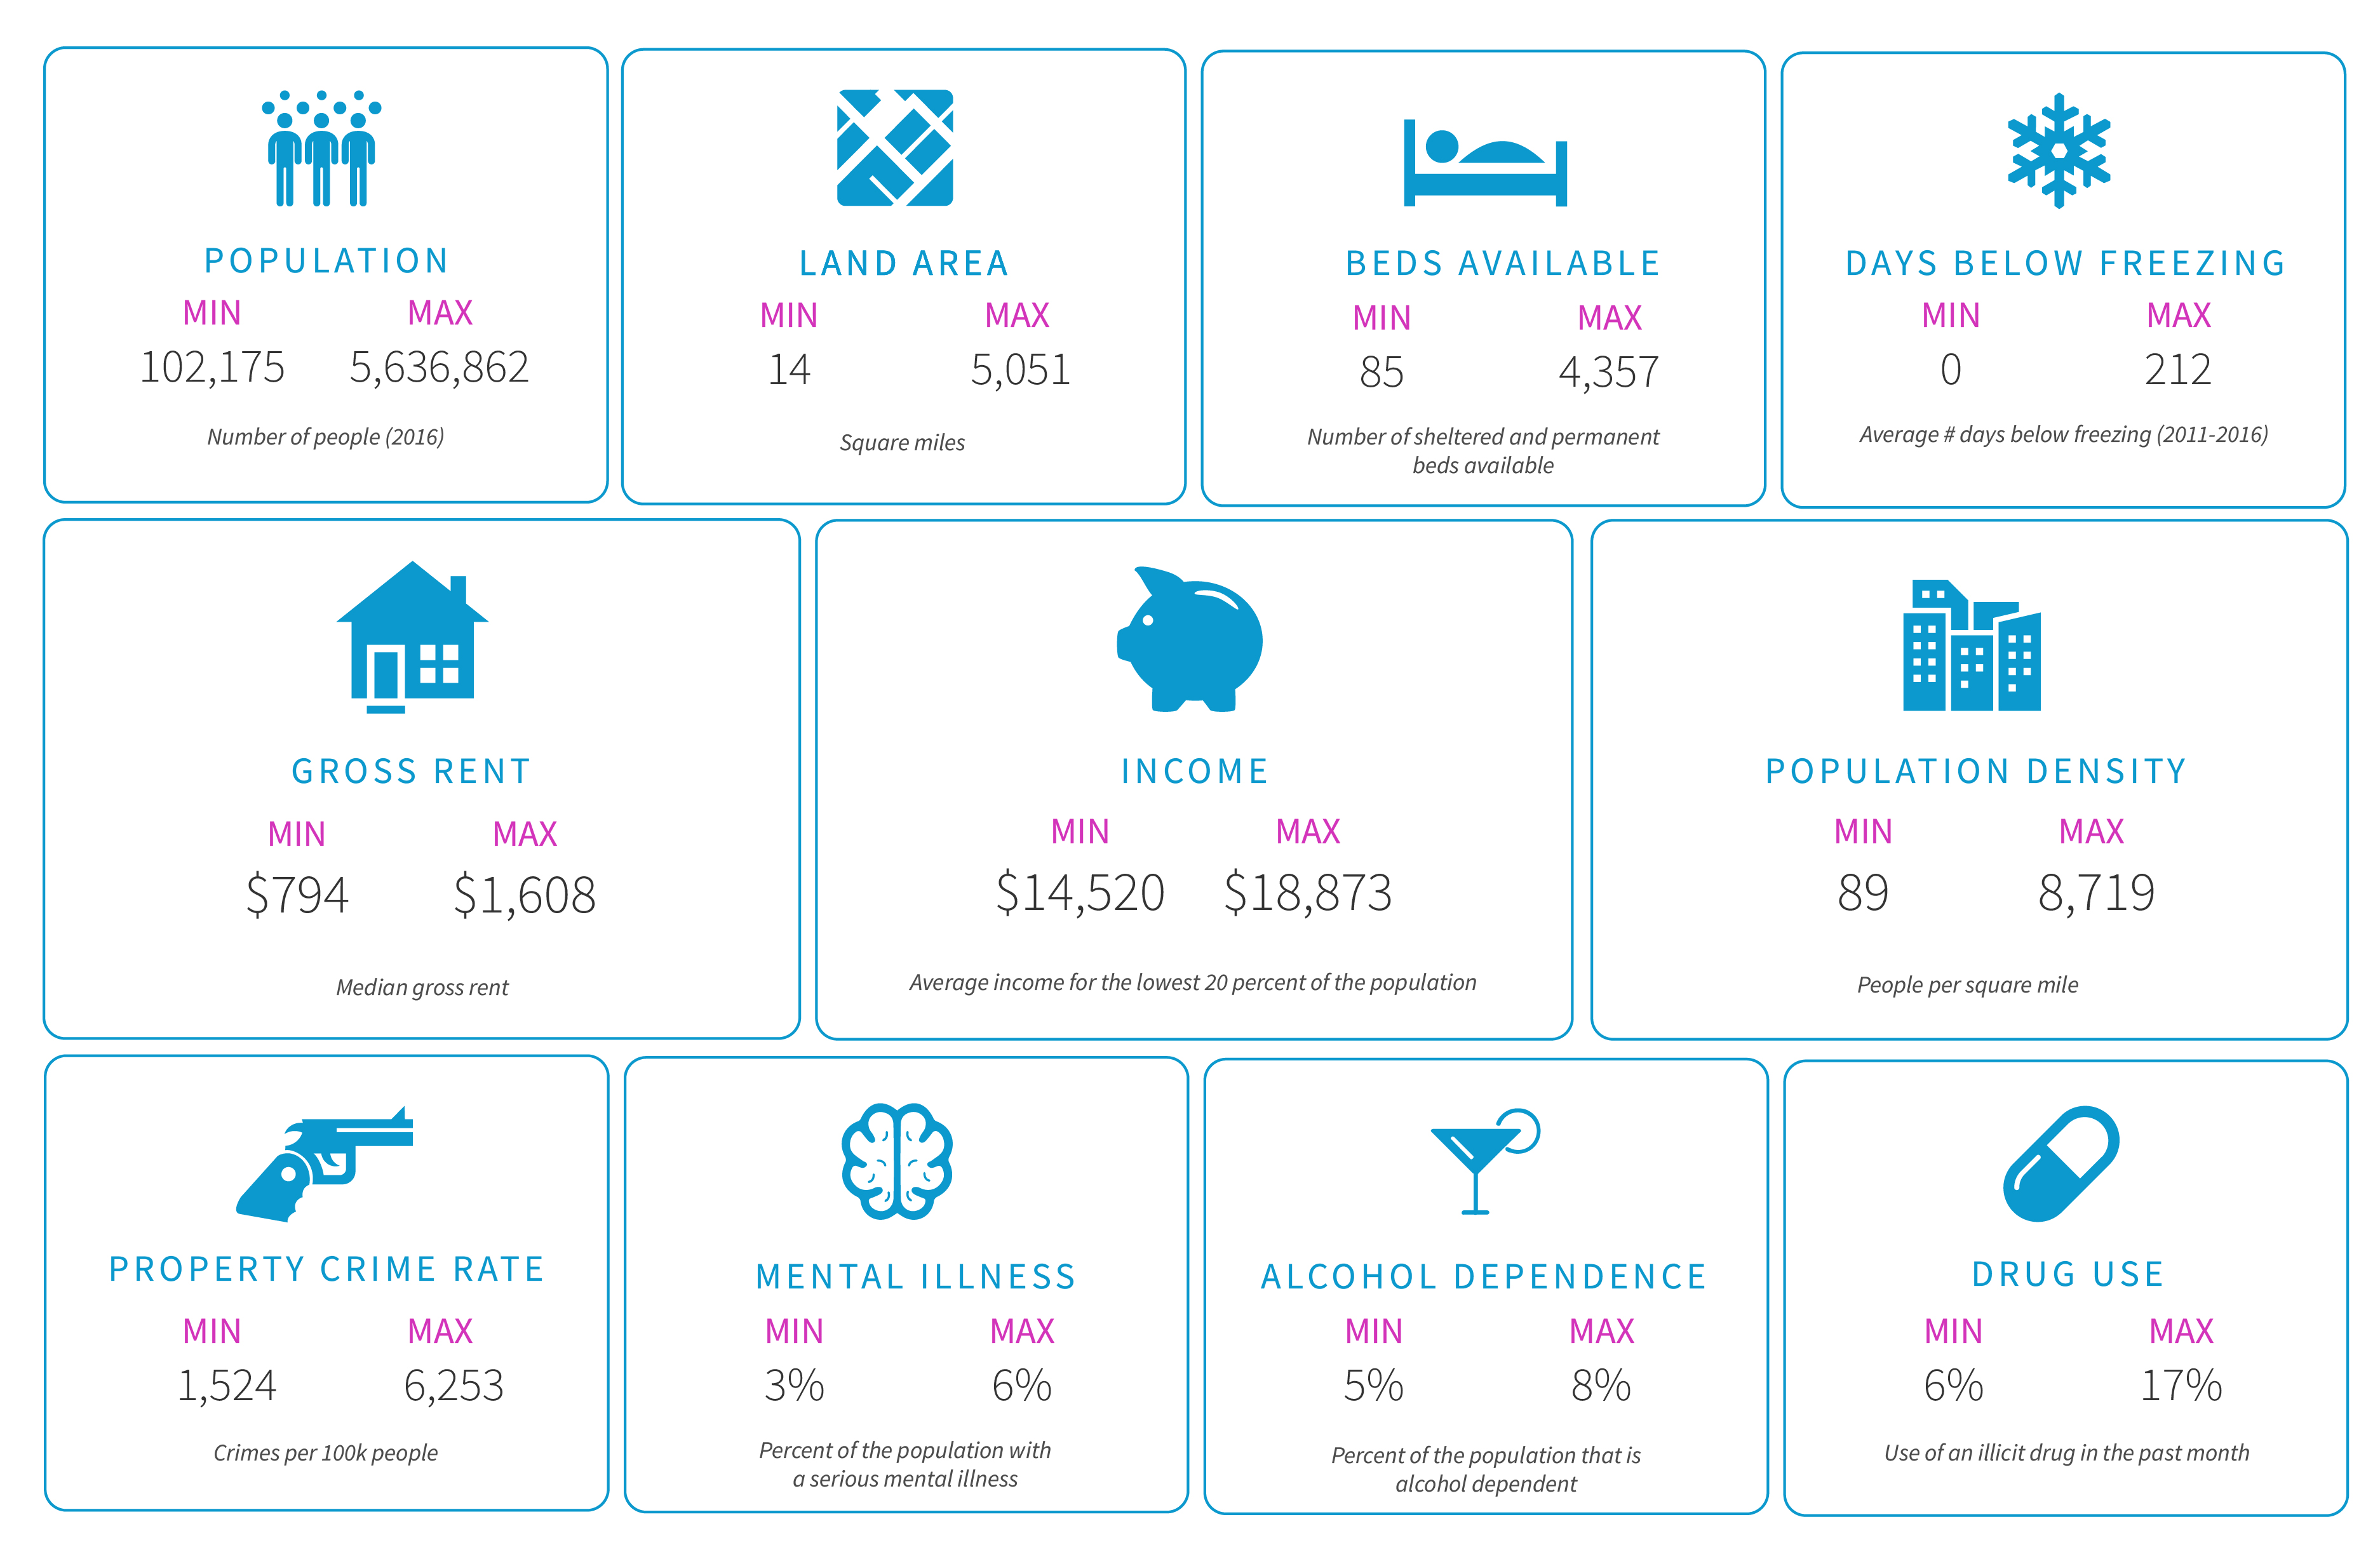 POPULATION
MIN MAX
102,175 5,636,862
Number of people (2016)
LAND AREA
MIN MAX
14 5,051
Square miles
BEDS AVAILABLE
MIN MAX
85 4,357
Number of sheltered and permanent
beds available
DAYS BELOW FREEZING
MIN MAX
0 212
Average # days below freezing (2011-2016)
GROSS RENT
MIN MAX
$794 $1,608
Median gross rent
INCOME
MIN MAX
$14,520 $18,873
Average income for the lowest 20 percent of the population
POPULATION DENSITY
MIN MAX
89 8,719
People per square mile
PROPERTY CRIME RATE
MIN MAX
1,524 6,253
Crimes per 100k people
MENTAL ILLNESS
MIN MAX
3% 6%
Percent of the population with
a serious mental illness
ALCOHOL DEPENDENCE
MIN MAX
5% 8%
Percent of the population that is
alcohol dependent
DRUG USE
MIN MAX
6% 17%
Use of an illicit drug in the past month